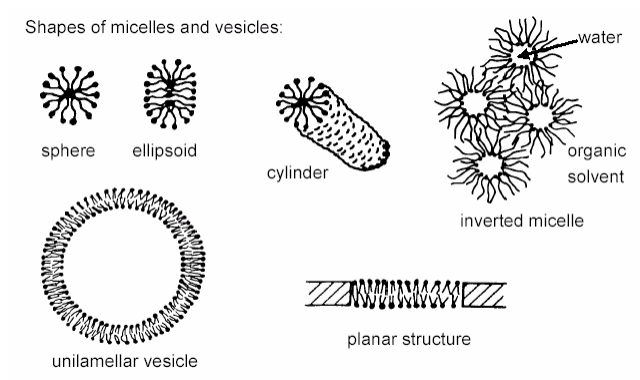 Shapes of micelles and vesicles:
water
sphere
ellipsoid
cylinder
organic
solvent
inverted micelle
planar structure
unilamellar vesicle